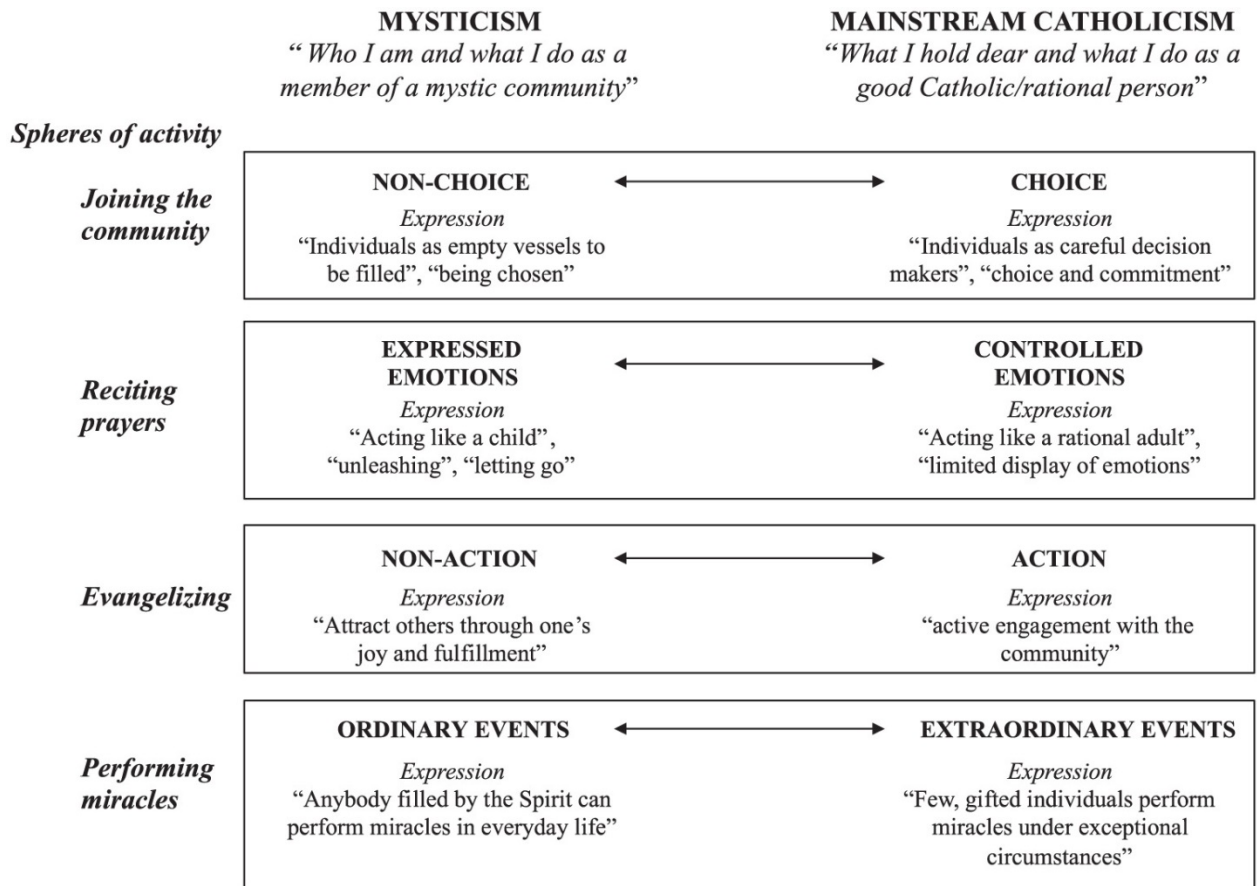 MYSTICISM
“ Who I am and what I do as a
member of a mystic community”
MAINSTREAM CATHOLICISM
“What I hold dear and what I do as a
good Catholic/rational person”
Spheres of activity
Joining the
community
NON-CHOICE
Expression
“Individuals as empty vessels to
be filled”, “being chosen”
CHOICE
Expression
“Individuals as careful decision
makers”, “choice and commitment”
Reciting
prayers
EXPRESSED
EMOTIONS
Expression
“Acting like a child”,
“unleashing”, “letting go”
CONTROLLED
EMOTIONS
Expression
“Acting like a rational adult”,
“limited display of emotions”
Evangelizing
NON-ACTION
Expression
“Attract others through one’s
joy and fulfillment”
ACTION
Expression
“active engagement with the
community”
Performing
miracles
ORDINARY EVENTS
Expression
“Anybody filled by the Spirit can
perform miracles in everyday life”
EXTRAORDINARY EVENTS
Expression
“Few, gifted individuals perform
miracles under exceptional
circumstances”